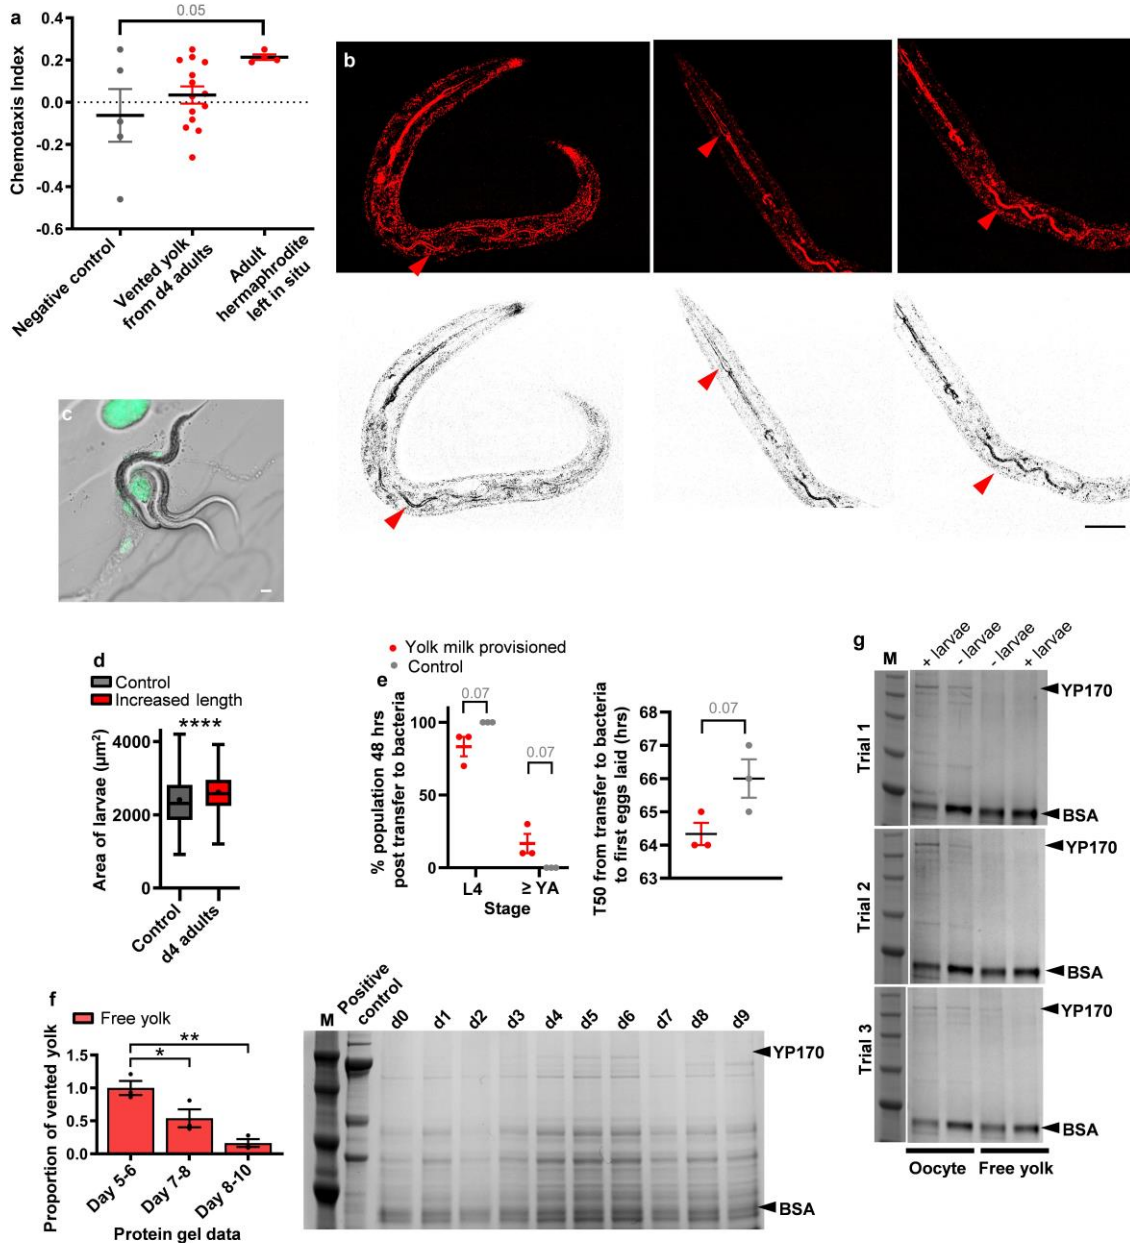 a
0.05
0.4
0.2
0.0
-0.2
-0.4
-0.6
Chemotaxis Index
Negative control
Vented yolk
from d4 adults
Adult
hermaphrodite
left in situ
b
c
d
Control
Increased length
****
4000
2000
0
Area of larvae (µm²)
Control
d4 adults
e
Yolk milk provisioned
Control
0.07
0.07
100
50
0
% population 48 hrs
post transfer to bacteria
L4
≥ YA
Stage
0.07
68
67
66
65
64
63
T50 from transfer to bacteria
to first eggs laid (hrs)
f
Free yolk
**
*
1.5
1.0
0.5
0.0
Proportion of vented yolk
Day 5-6
Day 7-8
Day 8-10
Protein gel data
M
Positive
control
d0
d1
d2
d3
d4
d5
d6
d7
d8
d9
YP170
BSA
g
M
+ larvae
- larvae
- larvae
+ larvae
Trial 1
YP170
BSA
Trial 2
YP170
BSA
Trial 3
YP170
BSA
Oocyte
Free yolk